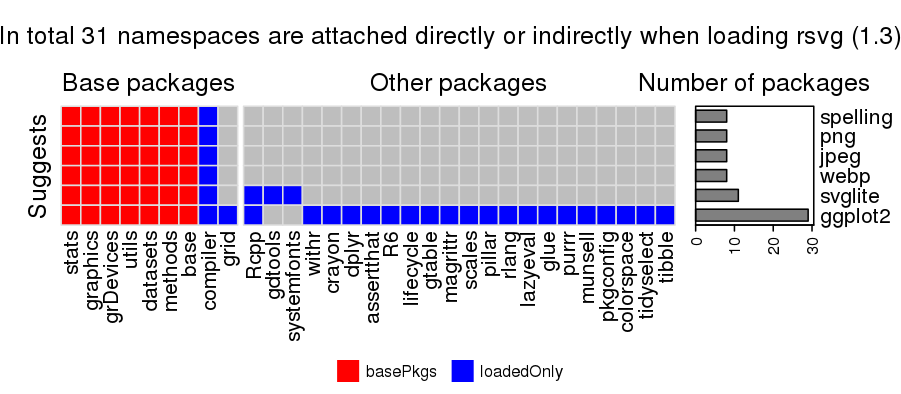 In total 31 namespaces are attached directly or indirectly when loading rsvg (1.3)
Base packages
Other packages
Number of packages
Suggests
spelling
png
jpeg
webp
svglite
ggplot2
stats
graphics
grDevices
utils
datasets
methods
base
compiler
grid
Rcpp
gdtools
systemfonts
withr
crayon
dplyr
assertthat
R6
lifecycle
gtable
magrittr
scales
pillar
rlang
lazyeval
glue
purrr
munsell
pkgconfig
colorspace
tidyselect
tibble
0
10
20
30
basePkgs
loadedOnly